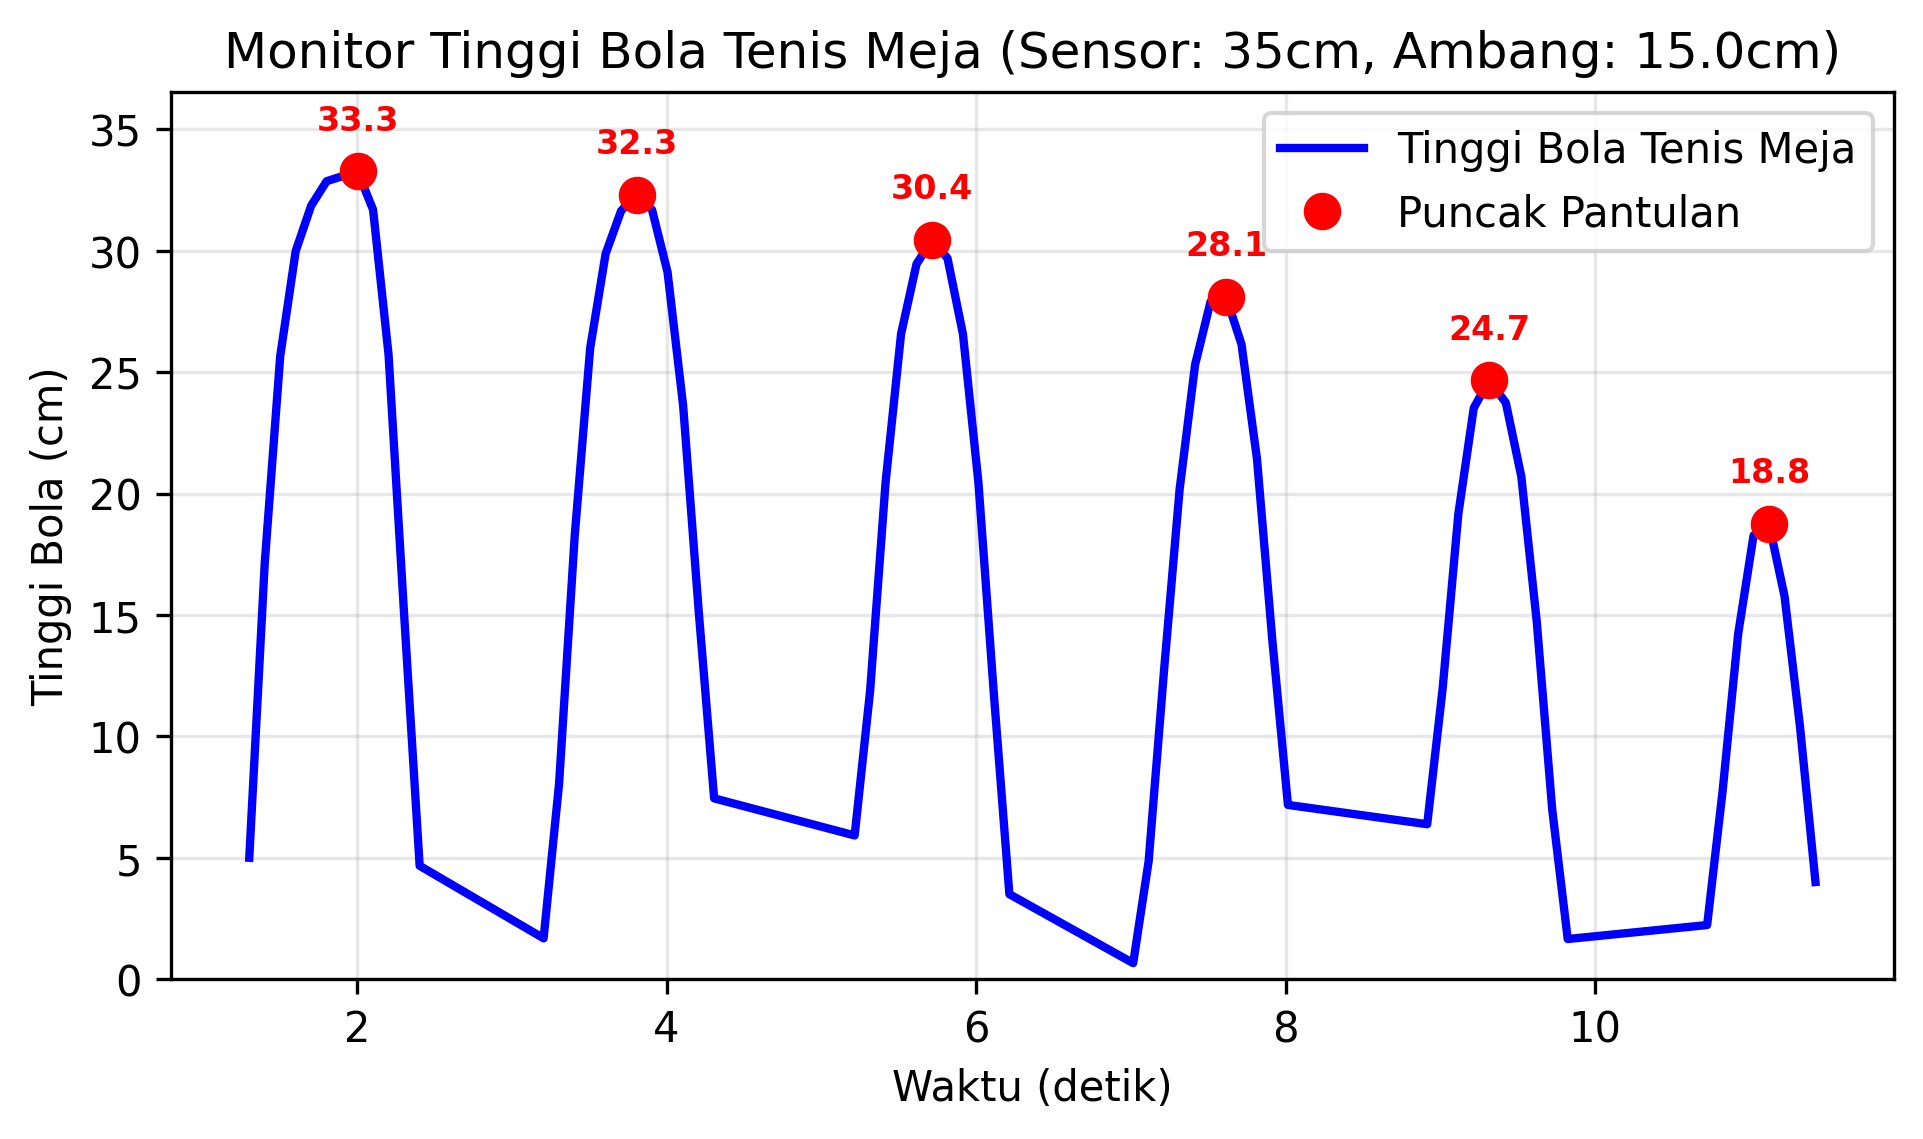 Monitor Tinggi Bola Tenis Meja (Sensor: 35cm, Ambang: 15.0cm)
Tinggi Bola Tenis Meja
Puncak Pantulan
33.3
32.3
30.4
28.1
24.7
18.8
35
30
25
20
15
10
5
0
Tinggi Bola (cm)
2 4 6 8 10
Waktu (detik)